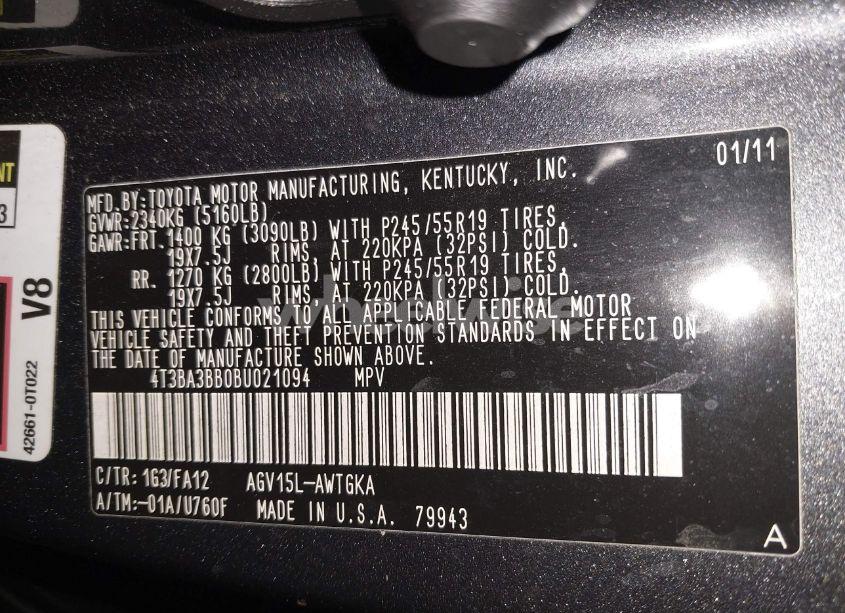 01/11
MFD.BY:TOYOTA MOTOR MANUFACTURING, KENTUCKY, INC.
GVWR:2340KG (5160LB)
GAWR:FRT. 1400 KG (3090LB) WITH P245/55R19 TIRES,
19X7.5J RIMS, AT 220KPA (32PSI) COLD.
RR. 1270 KG (2800LB) WITH P245/55R19 TIRES,
19X7.5J RIMS, AT 220KPA (32PSI) COLD.
THIS VEHICLE CONFORMS TO ALL APPLICABLE FEDERAL MOTOR
VEHICLE SAFETY AND THEFT PREVENTION STANDARDS IN EFFECT ON
THE DATE OF MANUFACTURE SHOWN ABOVE.
4T3BA3BB0BU021094 MPV
C/TR: 1G3/FA12 AGV15L-AWTGKA
A/TM:-01A/U760F MADE IN U.S.A. 79943
A
V8
42661-0T022
3